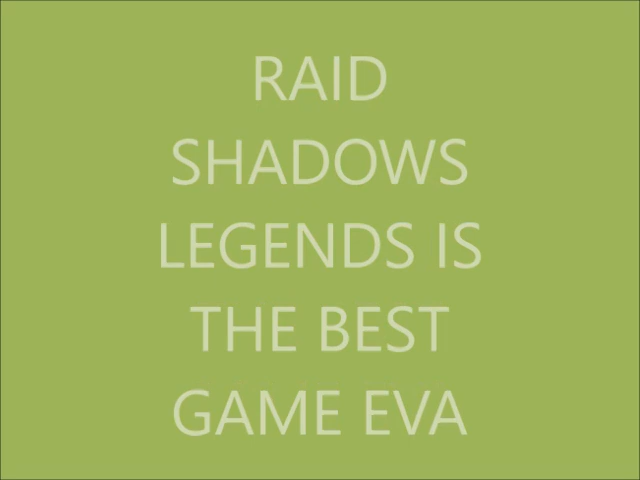 RAID
SHADOWS
LEGENDS IS
THE BEST
GAME EVA